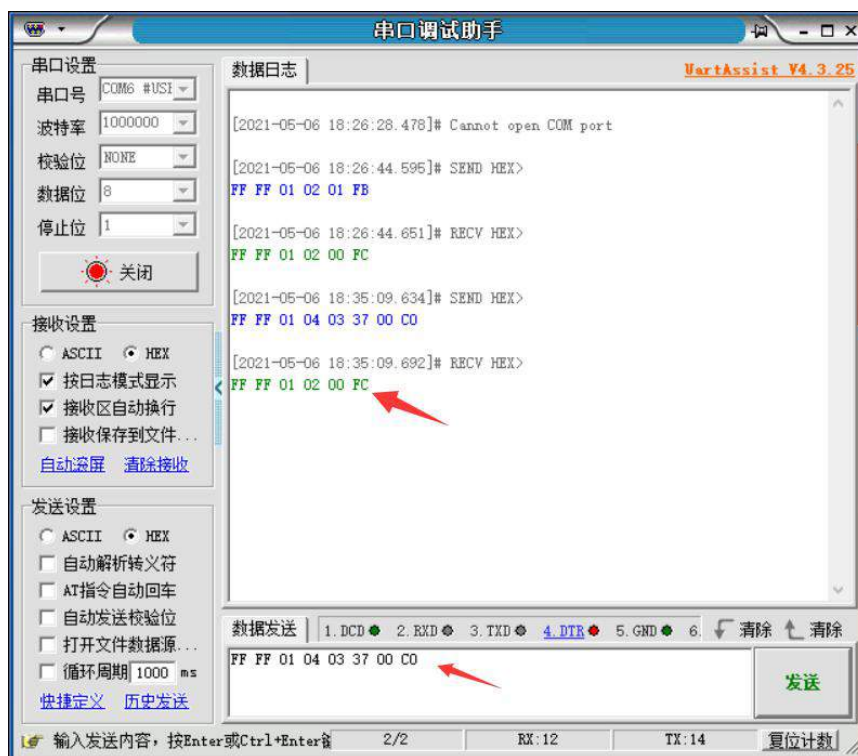 串口调试助手
串口设置
串口号 COM6 #USI
波特率 1000000
校验位 NONE
数据位 8
停止位 1
关闭
接收设置
ASCII HEX
按日志模式显示
接收区自动换行
接收保存到文件...
自动滚屏 清除接收
发送设置
ASCII HEX
自动解析转义符
AT指令自动回车
自动发送校验位
打开文件数据源...
循环周期 1000 ms
快捷定义 历史发送
数据日志 UartAssist V4.3.25
[2021-05-06 18:26:28.478]# Cannot open COM port
[2021-05-06 18:26:44.595]# SEND HEX>
FF FF 01 02 01 FB
[2021-05-06 18:26:44.651]# RECV HEX>
FF FF 01 02 00 FC
[2021-05-06 18:35:09.634]# SEND HEX>
FF FF 01 04 03 37 00 C0
[2021-05-06 18:35:09.692]# RECV HEX>
FF FF 01 02 00 FC
数据发送 1.DCD 2.RXD 3.TXD 4.DTR 5.GND 6. 清除 清除
FF FF 01 04 03 37 00 C0
发送
输入发送内容，按Enter或Ctrl+Enter 2/2 RX:12 TX:14 复位计数